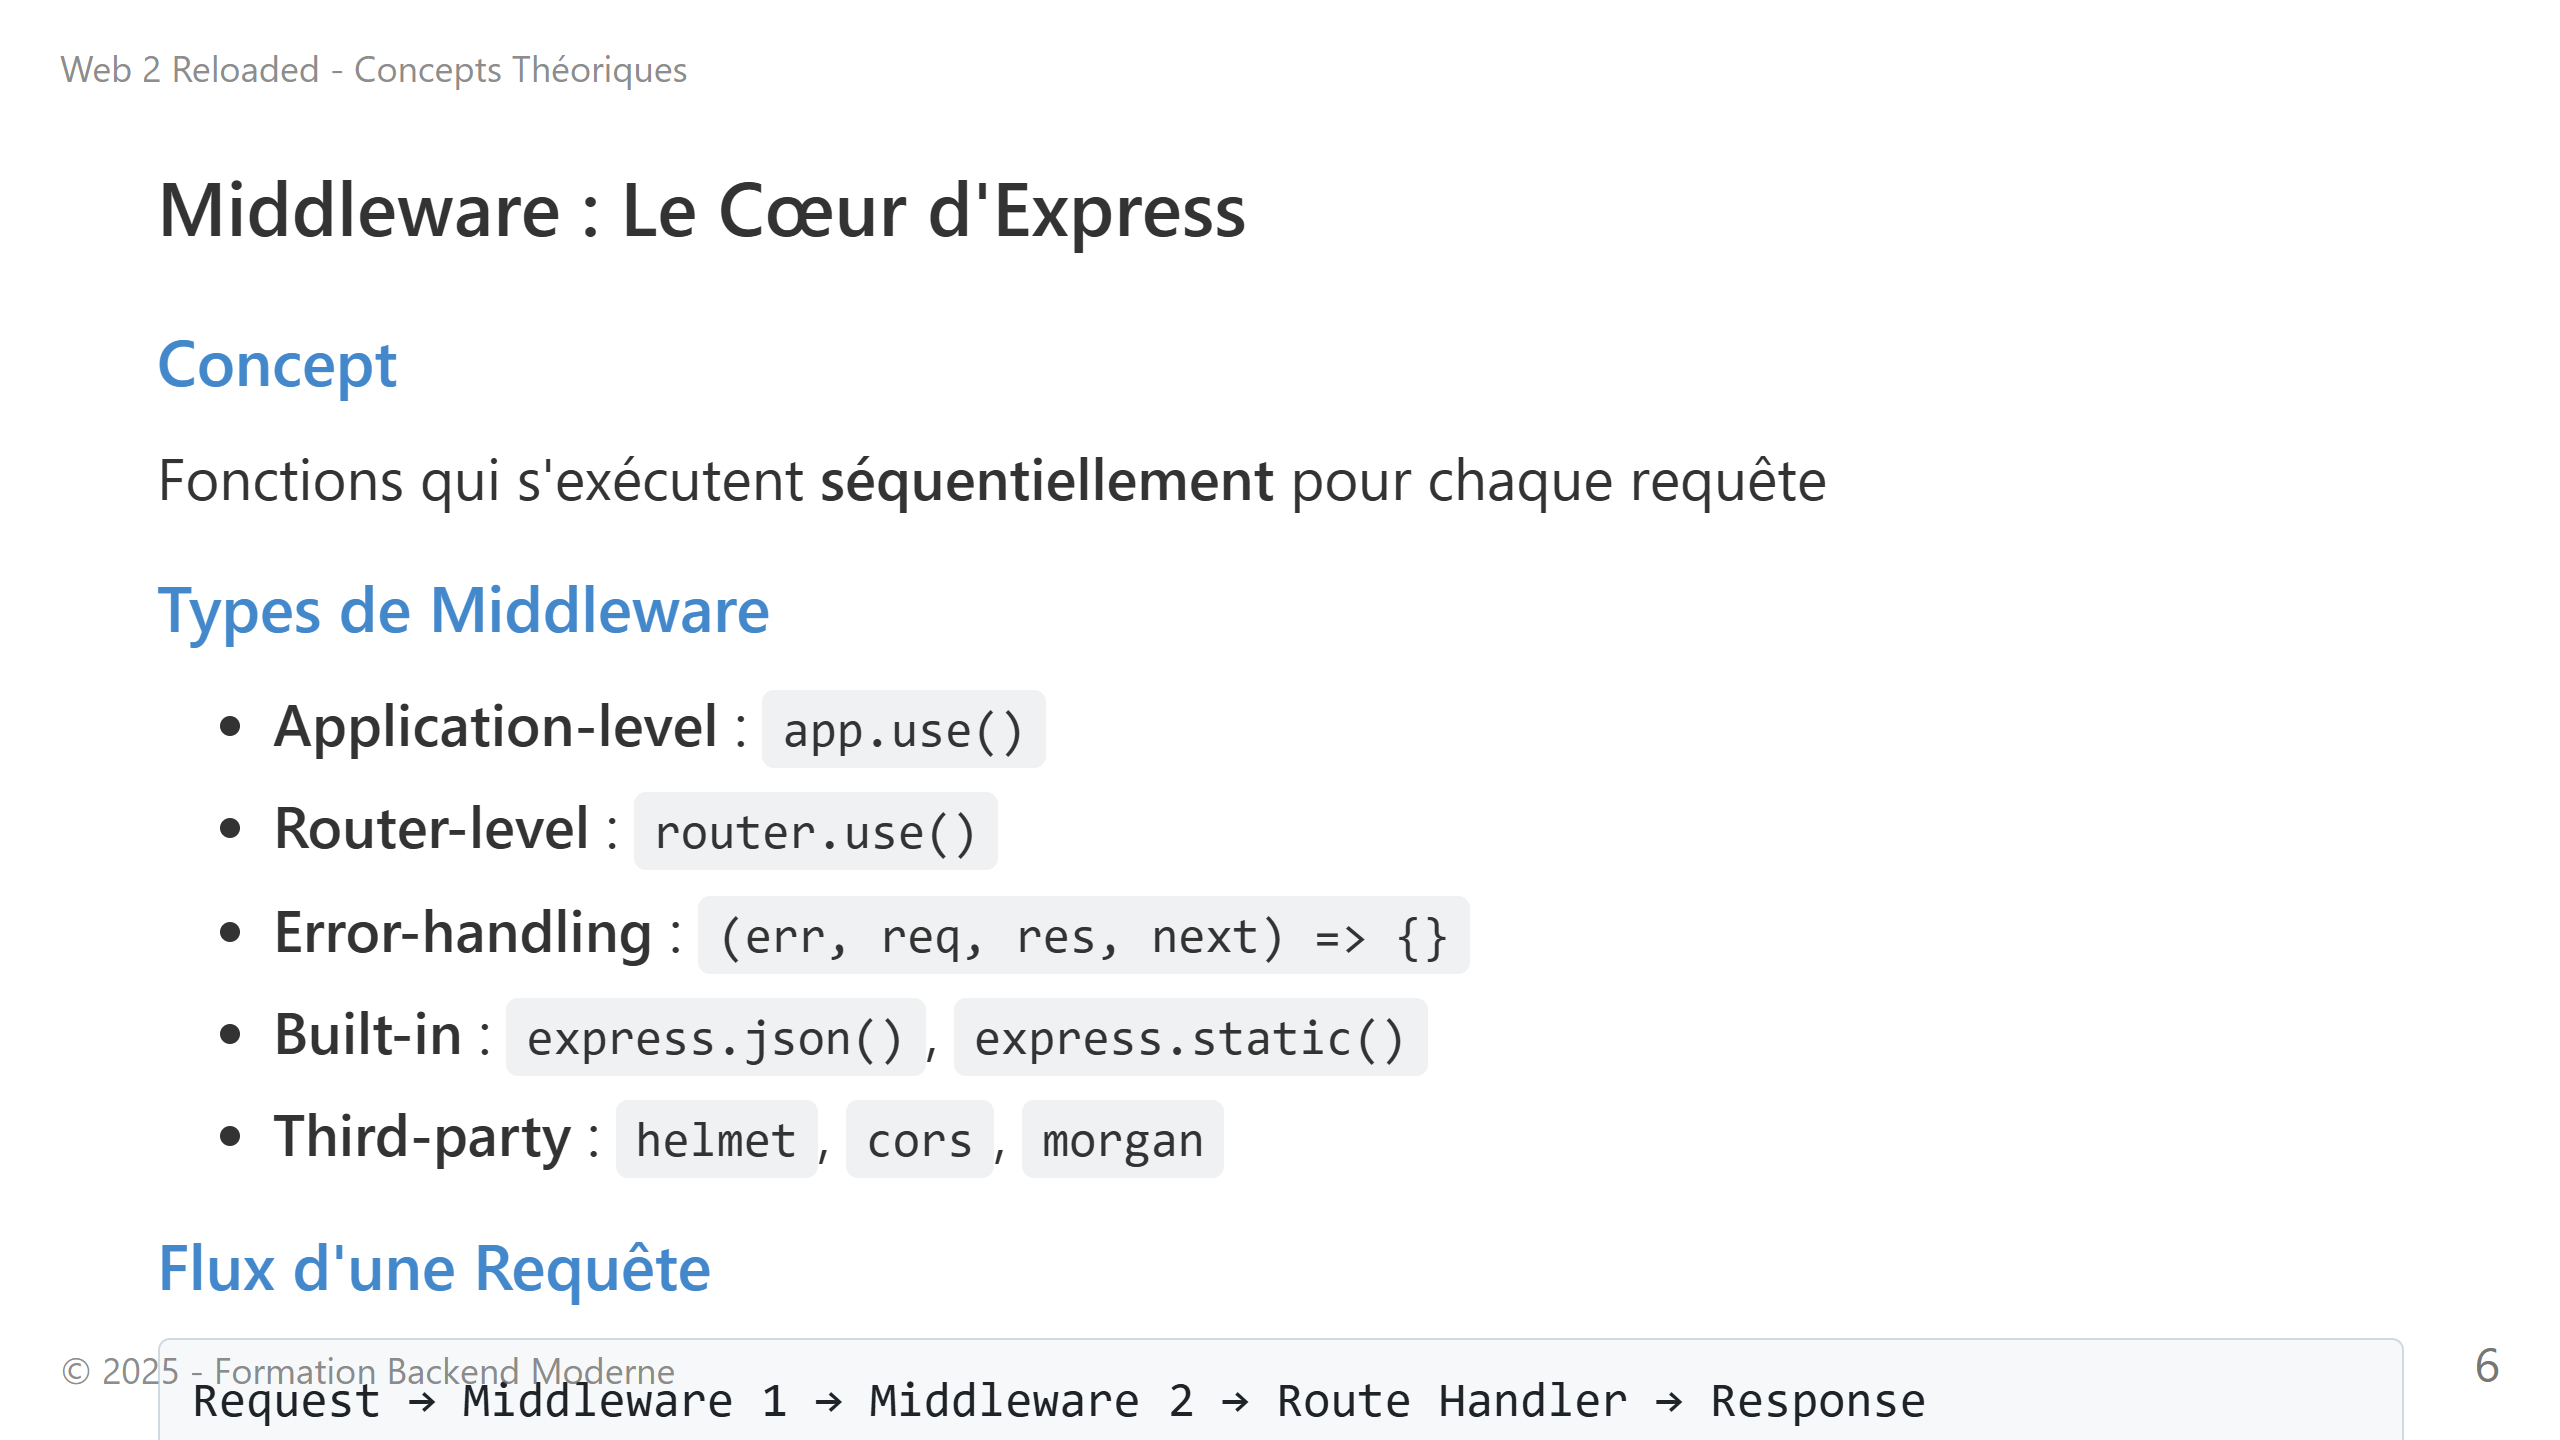 Web 2 Reloaded - Concepts Théoriques
Middleware : Le Cœur d'Express
Concept
Fonctions qui s'exécutent séquentiellement pour chaque requête
Types de Middleware
• Application-level : app.use()
• Router-level : router.use()
• Error-handling : (err, req, res, next) => {}
• Built-in : express.json(), express.static()
• Third-party : helmet, cors, morgan
Flux d'une Requête
Request → Middleware 1 → Middleware 2 → Route Handler → Response
© 2025 - Formation Backend Moderne
6